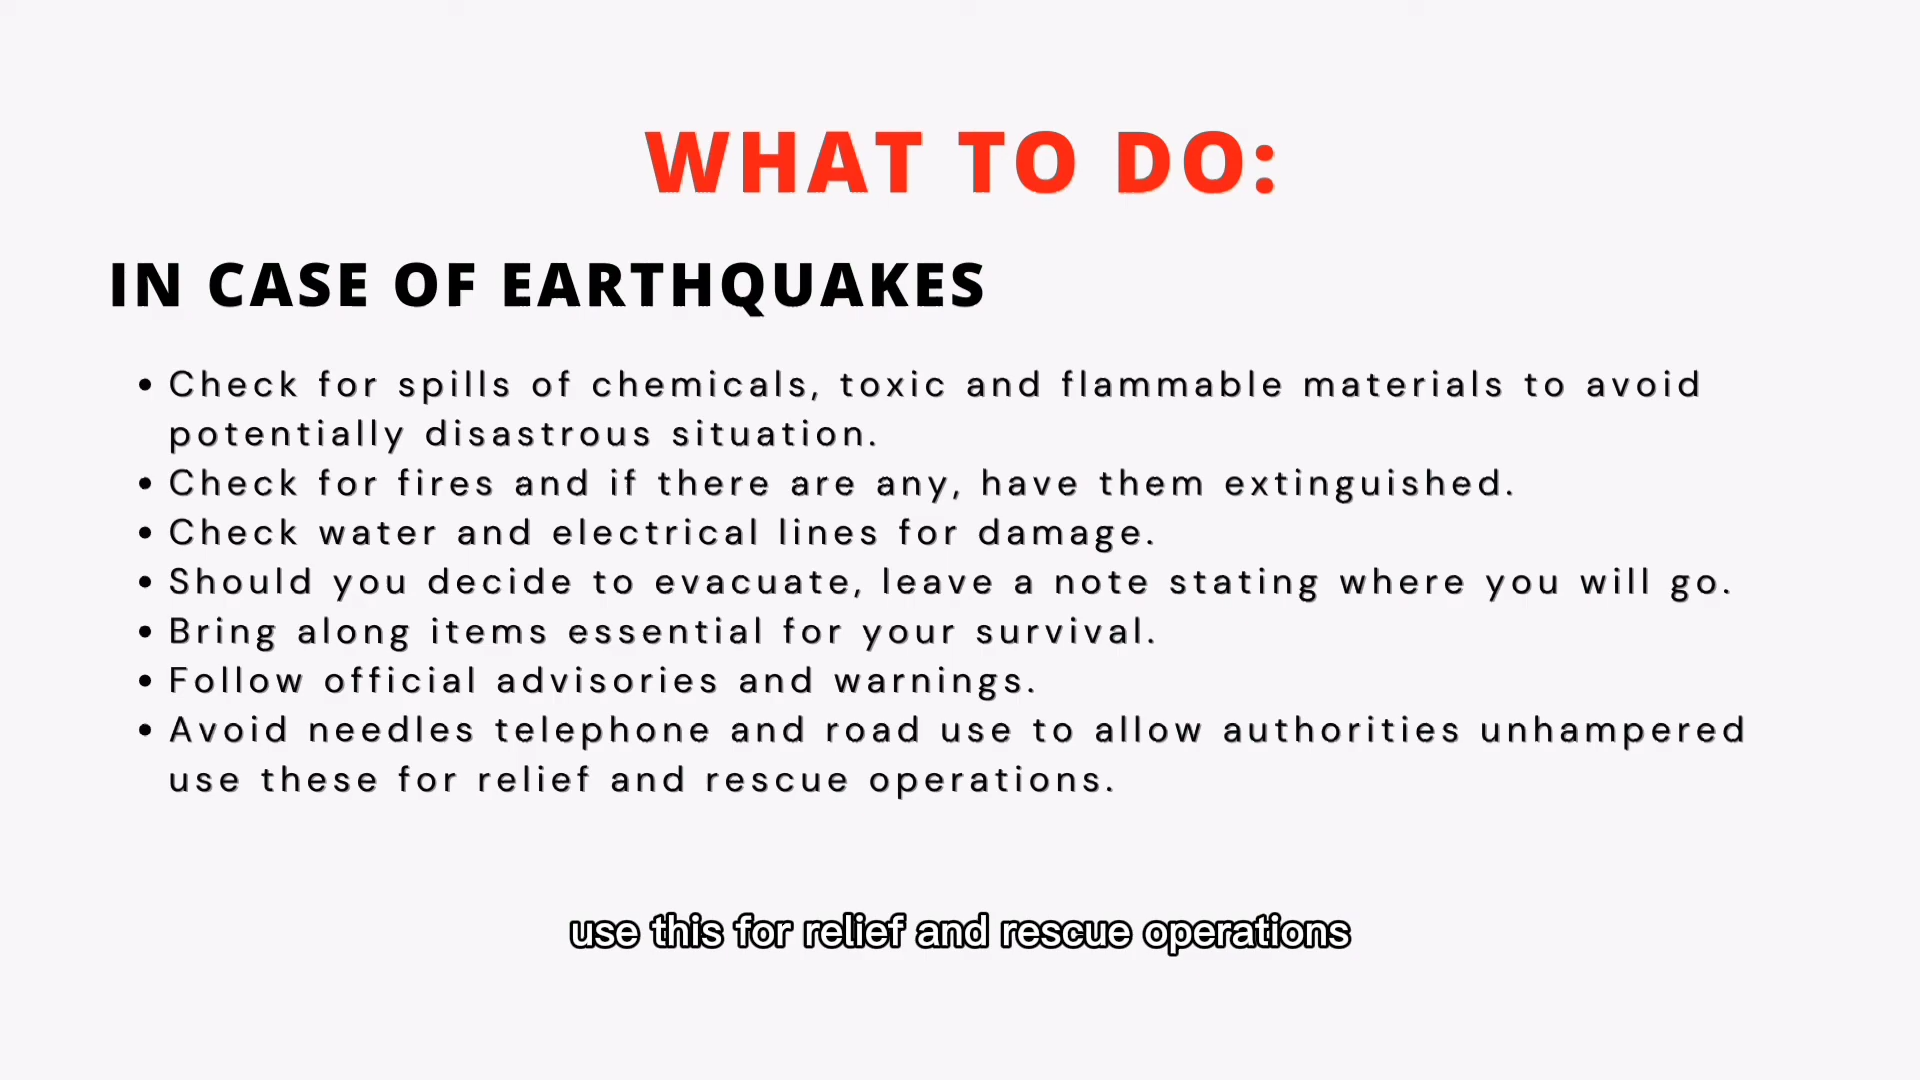 WHAT TO DO:
IN CASE OF EARTHQUAKES
• Check for spills of chemicals, toxic and flammable materials to avoid
potentially disastrous situation.
• Check for fires and if there are any, have them extinguished.
• Check water and electrical lines for damage.
• Should you decide to evacuate, leave a note stating where you will go.
• Bring along items essential for your survival.
• Follow official advisories and warnings.
• Avoid needles telephone and road use to allow authorities unhampered
use these for relief and rescue operations.
use this for relief and rescue operations